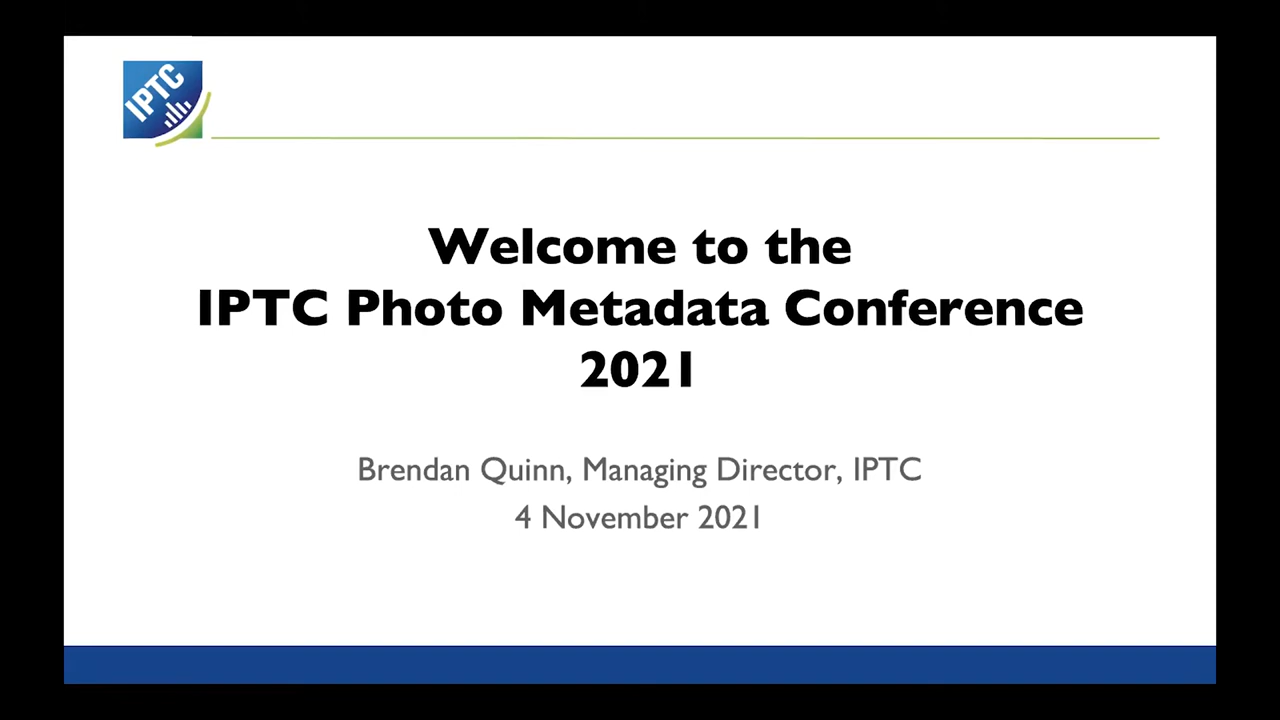 IPTC
Welcome to the
IPTC Photo Metadata Conference
2021
Brendan Quinn, Managing Director, IPTC
4 November 2021